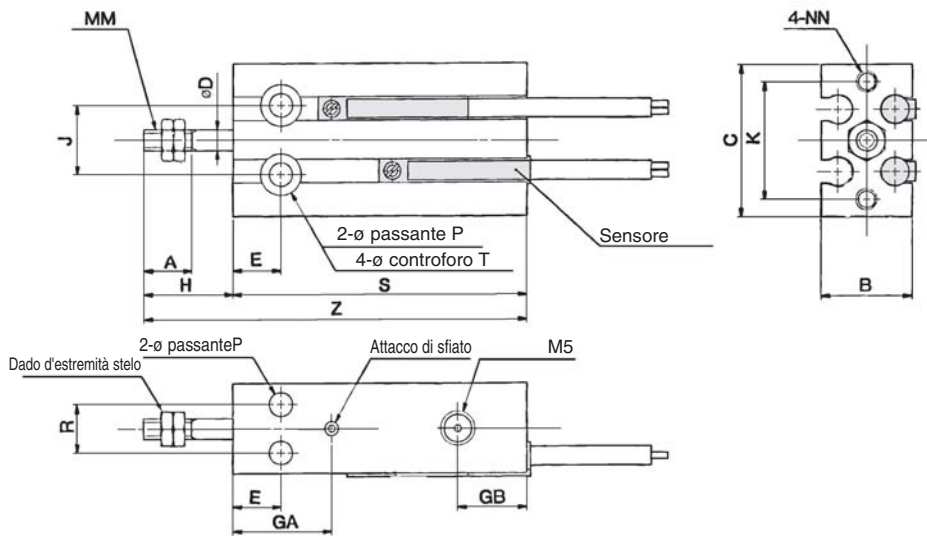 MM
øD
J
A
H
E
S
Z
2-ø passante P
4-ø controforo T
Sensore
4-NN
C
K
B
Dado d'estremità stelo
2-ø passanteP
Attacco di sfiato
M5
R
E
GA
GB